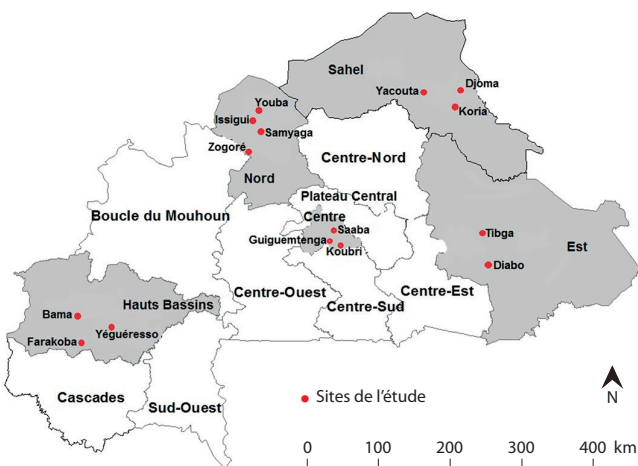 Sahel
Djoma
Yacouta
Koria
Youba
Issigui
Samyaga
Zogoré
Nord
Centre-Nord
Plateau Central
Boucle du Mouhoun
Centre
Saaba
Guiguemtenga
Koubri
Tibga
Est
Diabo
Centre-Ouest
Centre-Est
Centre-Sud
Hauts Bassins
Bama
Yéguéresso
Farakoba
Cascades
Sud-Ouest
Sites de l'étude
N
0 100 200 300 400 km